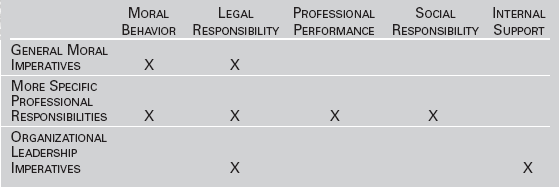 MORAL LEGAL PROFESSIONAL SOCIAL INTERNAL
BEHAVIOR RESPONSIBILITY PERFORMANCE RESPONSIBILITY SUPPORT
GENERAL MORAL
IMPERATIVES X X
MORE SPECIFIC
PROFESSIONAL
RESPONSIBILITIES X X X X
ORGANIZATIONAL
LEADERSHIP
IMPERATIVES X X